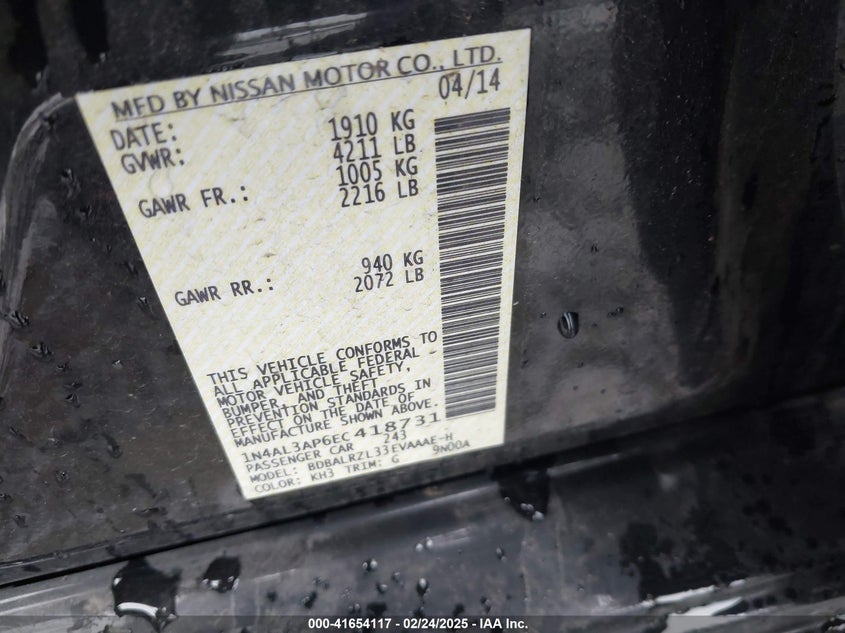 MFD BY NISSAN MOTOR CO., LTD.
DATE: 04/14
GVWR: 1910 KG
4211 LB
GAWR FR.: 1005 KG
2216 LB
GAWR RR.: 940 KG
2072 LB
THIS VEHICLE CONFORMS TO
ALL APPLICABLE FEDERAL
MOTOR VEHICLE SAFETY,
BUMPER, AND THEFT
PREVENTION STANDARDS IN
EFFECT ON THE DATE OF
MANUFACTURE SHOWN ABOVE.
1N4AL3AP6EC418731
PASSENGER CAR 243
MODEL: BDBALRZL33EVAAAE-H
COLOR: KH3 TRIM: G 9N00A
000-41654117 - 02/24/2025 - IAA Inc.